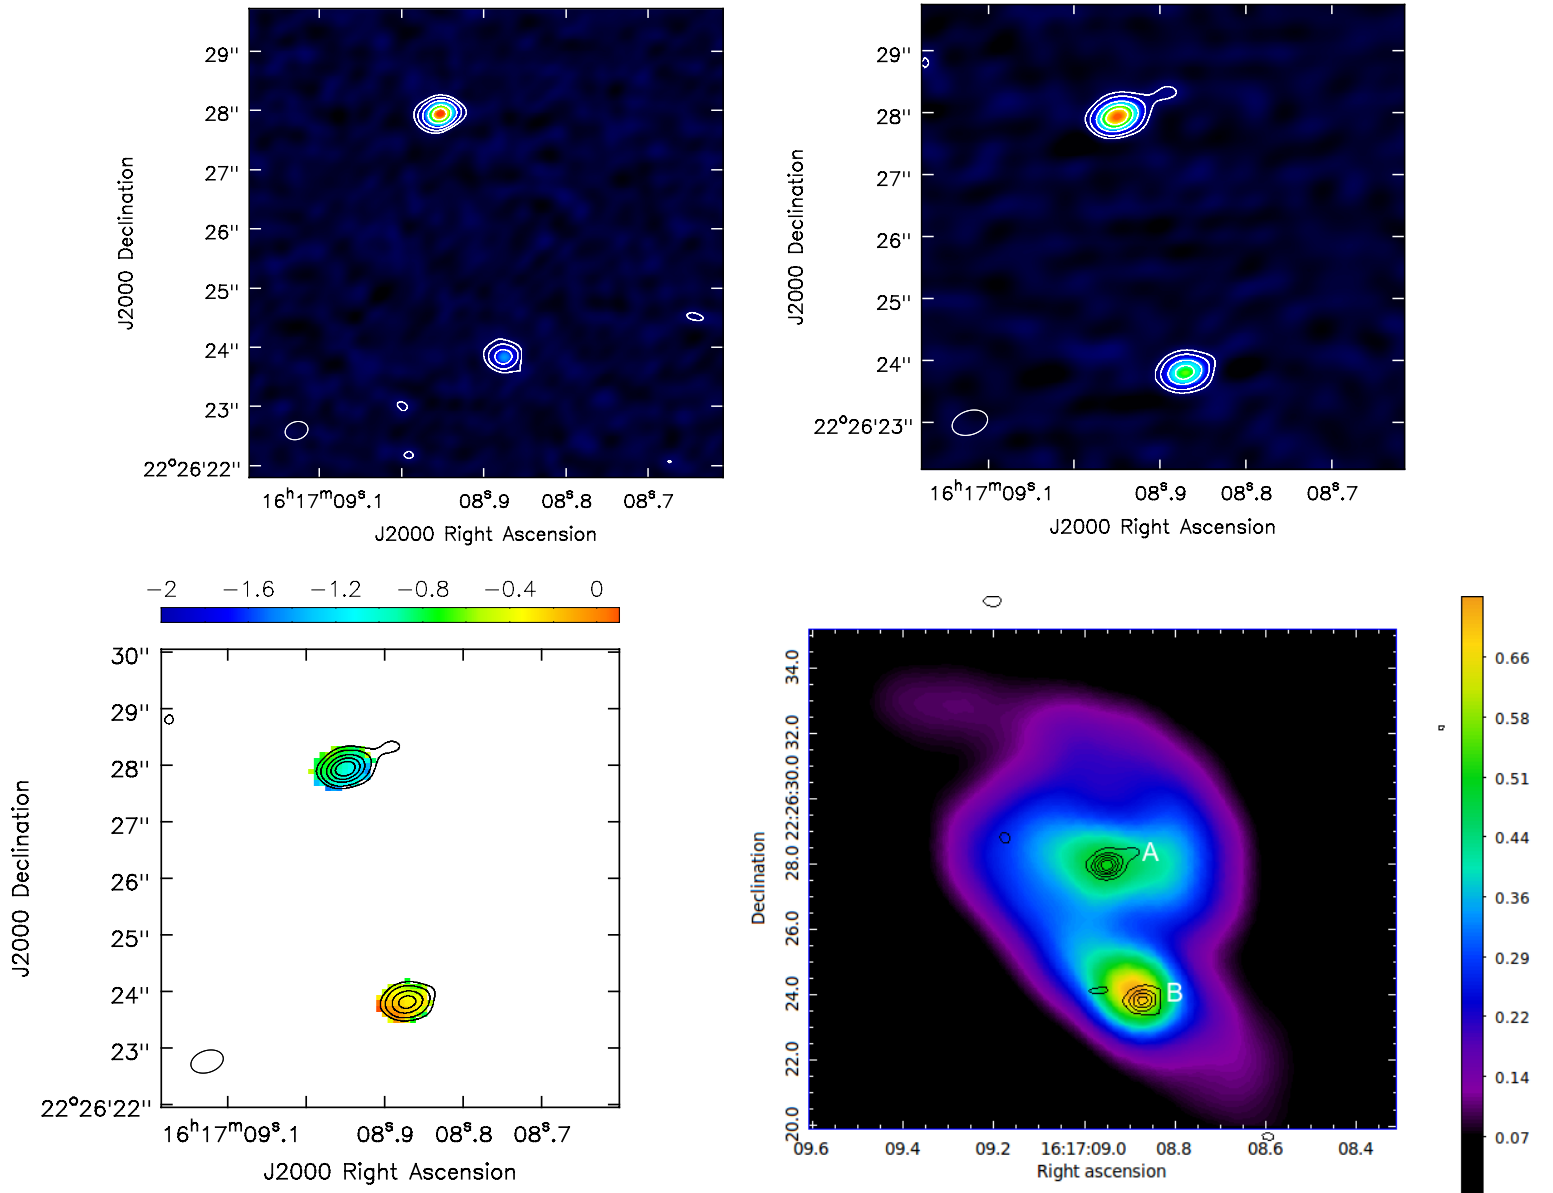 29"
28"
27"
26"
25"
24"
23"
22°26'22"
J2000 Declination
16ʰ17ᵐ09ˢ.1
08ˢ.9
08ˢ.8
08ˢ.7
J2000 Right Ascension
29"
28"
27"
26"
25"
24"
22°26'23"
J2000 Declination
16ʰ17ᵐ09ˢ.1
08ˢ.9
08ˢ.8
08ˢ.7
J2000 Right Ascension
−2
−1.6
−1.2
−0.8
−0.4
0
30"
29"
28"
27"
26"
25"
24"
23"
22°26'22"
J2000 Declination
16ʰ17ᵐ09ˢ.1
08ˢ.9
08ˢ.8
08ˢ.7
J2000 Right Ascension
34.0
32.0
22:26:30.0
28.0
26.0
24.0
22.0
20.0
Declination
A
B
09.6
09.4
09.2
16:17:09.0
08.8
08.6
08.4
Right ascension
0.66
0.58
0.51
0.44
0.36
0.29
0.22
0.14
0.07